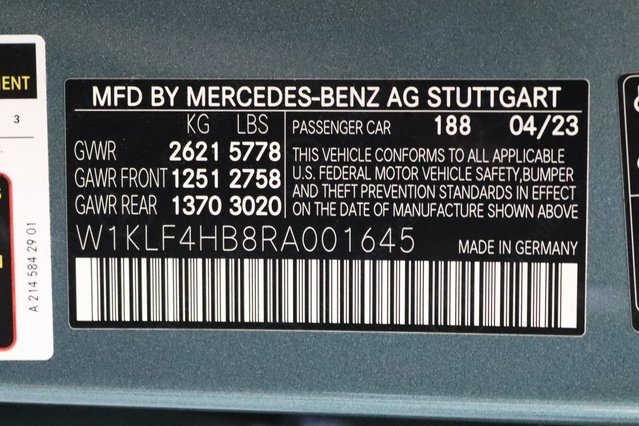 ENT
3
A 214 584 29 01
MFD BY MERCEDES-BENZ AG STUTTGART
KG LBS
GVWR 2621 5778
GAWR FRONT 1251 2758
GAWR REAR 1370 3020
PASSENGER CAR 188 04/23
THIS VEHICLE CONFORMS TO ALL APPLICABLE
U.S. FEDERAL MOTOR VEHICLE SAFETY,BUMPER
AND THEFT PREVENTION STANDARDS IN EFFECT
ON THE DATE OF MANUFACTURE SHOWN ABOVE
W1KLF4HB8RA001645
MADE IN GERMANY